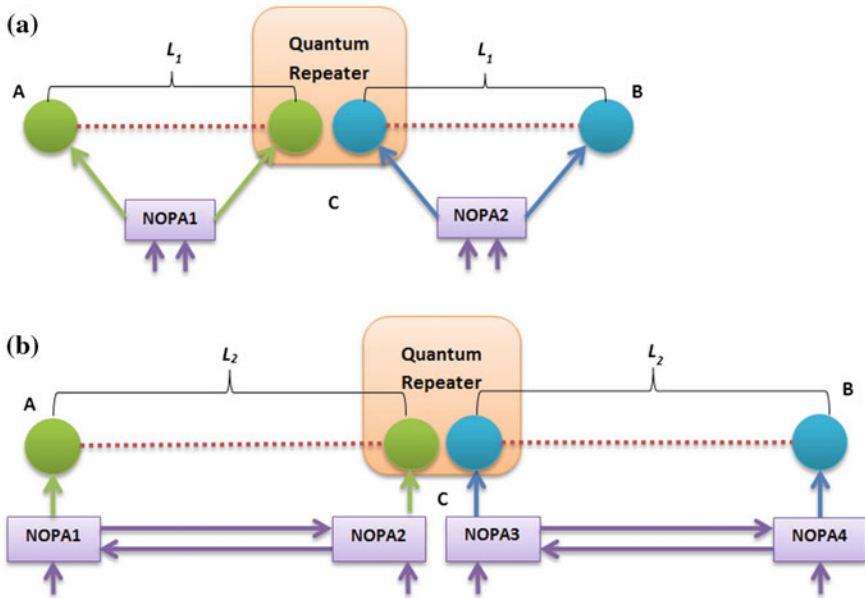 (a)
Quantum
Repeater
L1
L1
A
B
C
NOPA1
NOPA2
(b)
Quantum
Repeater
L2
L2
A
B
C
NOPA1
NOPA2
NOPA3
NOPA4